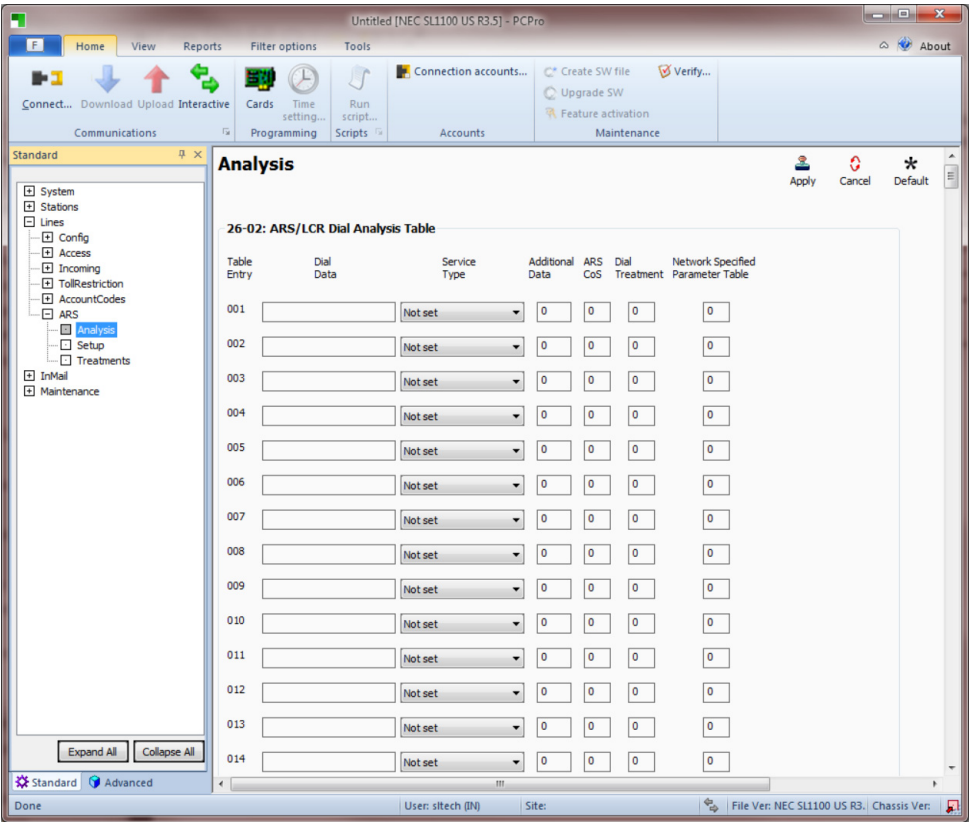 Untitled [NEC SL1100 US R3.5] - PCPro
F Home View Reports Filter options Tools About
Connect... Download Upload Interactive
Communications
Cards Time setting...
Programming
Run script...
Scripts
Connection accounts...
Accounts
Create SW file Verify...
Upgrade SW
Feature activation
Maintenance
Standard
System
Stations
Lines
Config
Access
Incoming
TollRestriction
AccountCodes
ARS
Analysis
Setup
Treatments
InMail
Maintenance
Expand All Collapse All
Standard Advanced
Analysis
Apply Cancel Default
26-02: ARS/LCR Dial Analysis Table
Table Dial Service Additional ARS Dial Network Specified
Entry Data Type Data CoS Treatment Parameter Table
001 Not set 0 0 0 0
002 Not set 0 0 0 0
003 Not set 0 0 0 0
004 Not set 0 0 0 0
005 Not set 0 0 0 0
006 Not set 0 0 0 0
007 Not set 0 0 0 0
008 Not set 0 0 0 0
009 Not set 0 0 0 0
010 Not set 0 0 0 0
011 Not set 0 0 0 0
012 Not set 0 0 0 0
013 Not set 0 0 0 0
014 Not set 0 0 0 0
Done User: sltech (IN) Site: File Ver: NEC SL1100 US R3. Chassis Ver: